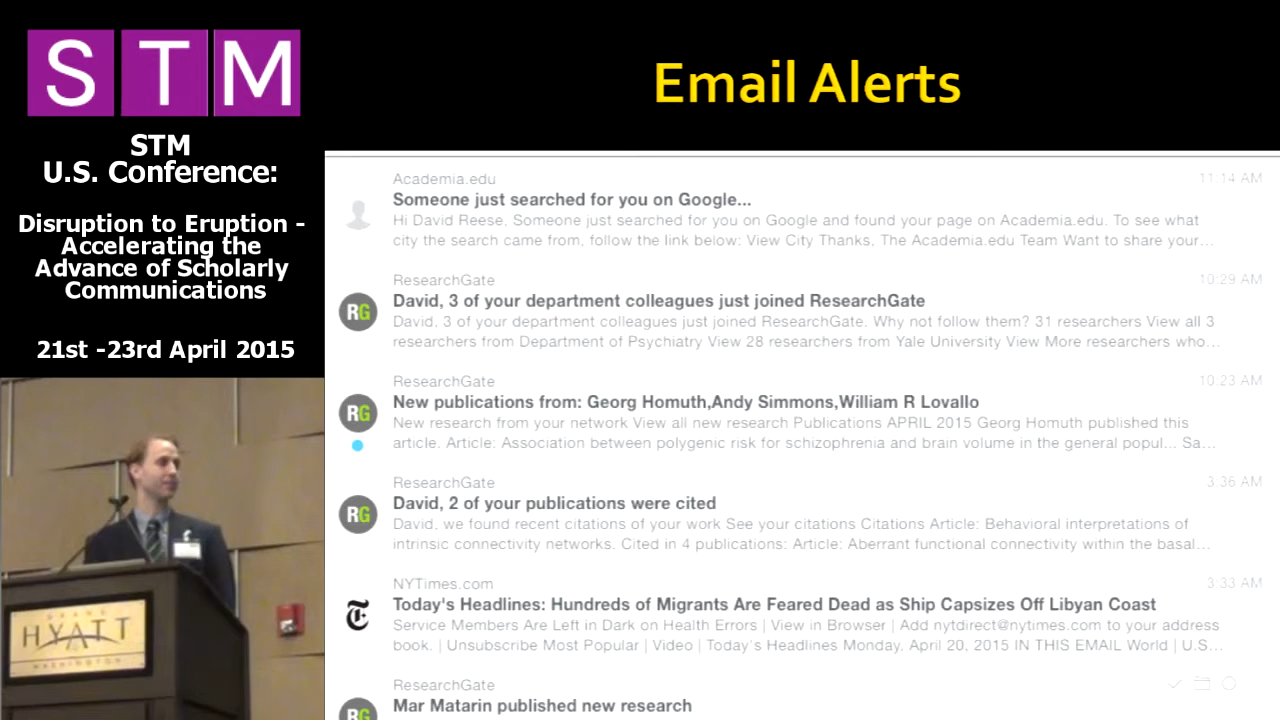 STM
STM
U.S. Conference:
Disruption to Eruption -
Accelerating the
Advance of Scholarly
Communications
21st -23rd April 2015
GRAND
HYATT
WASHINGTON
Email Alerts
Academia.edu 11:14 AM
Someone just searched for you on Google...
Hi David Reese, Someone just searched for you on Google and found your page on Academia.edu. To see what
city the search came from, follow the link below: View City Thanks, The Academia.edu Team Want to share your...
ResearchGate 10:29 AM
RG
David, 3 of your department colleagues just joined ResearchGate
David, 3 of your department colleagues just joined ResearchGate. Why not follow them? 31 researchers View all 3
researchers from Department of Psychiatry View 28 researchers from Yale University View More researchers who...
ResearchGate 10:23 AM
RG
New publications from: Georg Homuth,Andy Simmons,William R Lovallo
New research from your network View all new research Publications APRIL 2015 Georg Homuth published this
article. Article: Association between polygenic risk for schizophrenia and brain volume in the general popul... Sa...
ResearchGate 3:36 AM
RG
David, 2 of your publications were cited
David, we found recent citations of your work See your citations Citations Article: Behavioral interpretations of
intrinsic connectivity networks. Cited in 4 publications: Article: Aberrant functional connectivity within the basal...
NYTimes.com 3:33 AM
T
Today's Headlines: Hundreds of Migrants Are Feared Dead as Ship Capsizes Off Libyan Coast
Service Members Are Left in Dark on Health Errors | View in Browser | Add nytdirect@nytimes.com to your address
book. | Unsubscribe Most Popular | Video | Today's Headlines Monday, April 20, 2015 IN THIS EMAIL World | U.S...
ResearchGate
RG
Mar Matarin published new research